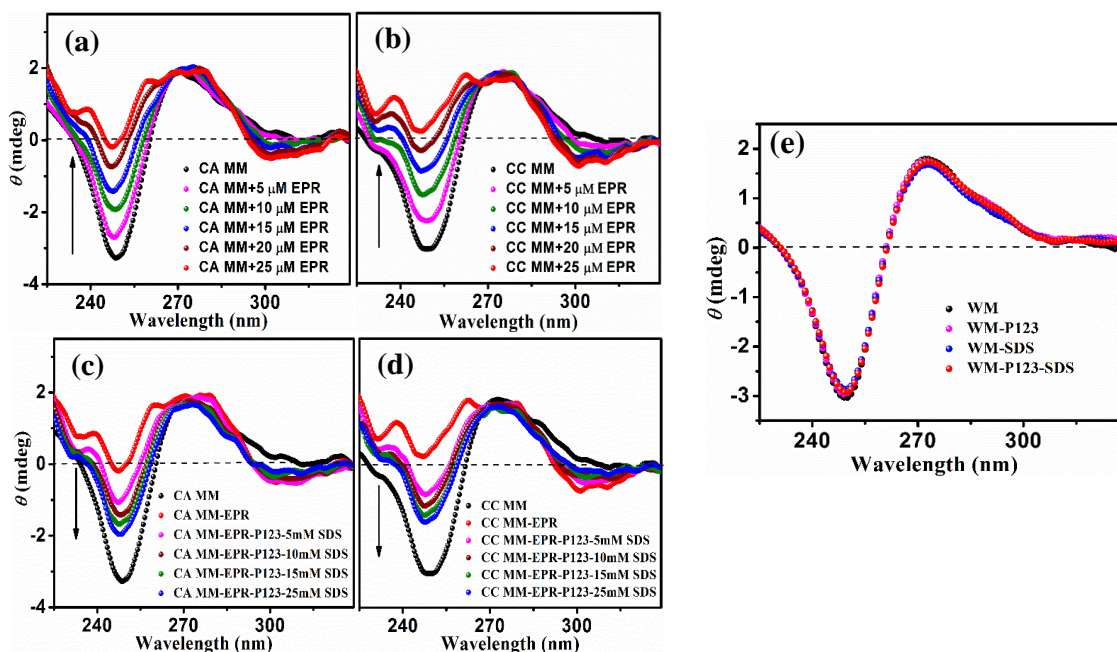 (a)
(b)
θ (mdeg)
2
0
-2
-4
CA MM
CA MM+5 μM EPR
CA MM+10 μM EPR
CA MM+15 μM EPR
CA MM+20 μM EPR
CA MM+25 μM EPR
CC MM
CC MM+5 μM EPR
CC MM+10 μM EPR
CC MM+15 μM EPR
CC MM+20 μM EPR
CC MM+25 μM EPR
240 270 300
Wavelength (nm)
240 270 300
Wavelength (nm)
(c)
(d)
θ (mdeg)
2
0
-2
-4
CA MM
CA MM-EPR
CA MM-EPR-P123-5mM SDS
CA MM-EPR-P123-10mM SDS
CA MM-EPR-P123-15mM SDS
CA MM-EPR-P123-25mM SDS
CC MM
CC MM-EPR
CC MM-EPR-P123-5mM SDS
CC MM-EPR-P123-10mM SDS
CC MM-EPR-P123-15mM SDS
CC MM-EPR-P123-25mM SDS
240 270 300
Wavelength (nm)
240 270 300
Wavelength (nm)
(e)
θ (mdeg)
2
1
0
-1
-2
-3
WM
WM-P123
WM-SDS
WM-P123-SDS
240 270 300
Wavelength (nm)